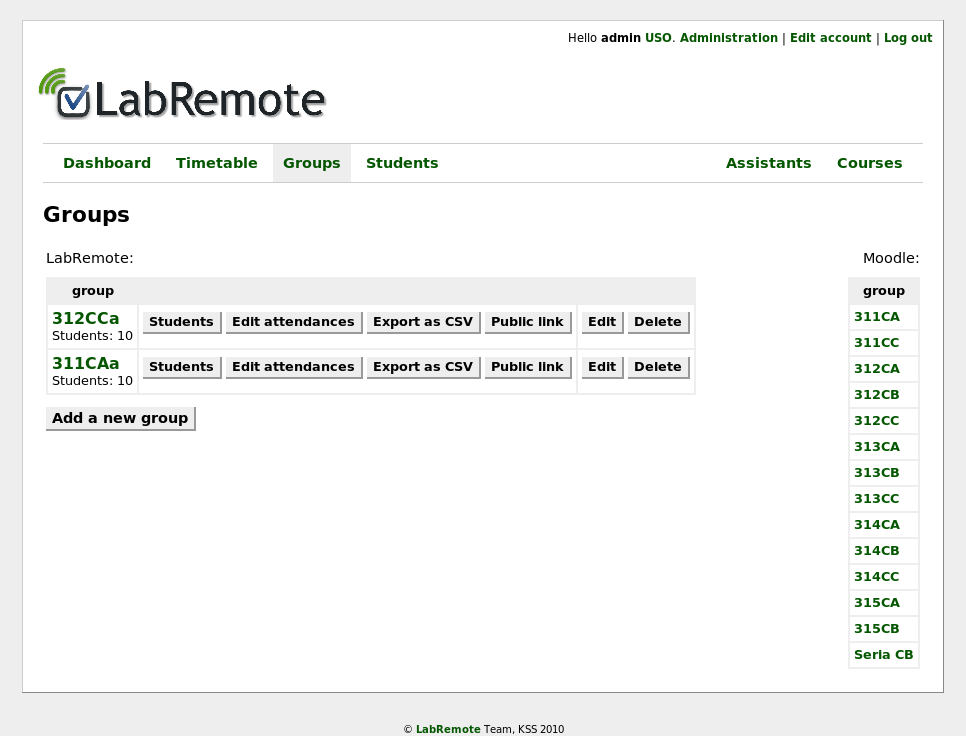 Hello admin USO. Administration | Edit account | Log out
LabRemote
Dashboard Timetable Groups Students Assistants Courses
Groups
LabRemote:
group
312CCa
Students: 10
Students Edit attendances Export as CSV Public link Edit Delete
311CAa
Students: 10
Students Edit attendances Export as CSV Public link Edit Delete
Add a new group
Moodle:
group
311CA
311CC
312CA
312CB
312CC
313CA
313CB
313CC
314CA
314CB
314CC
315CA
315CB
Seria CB
© LabRemote Team, KSS 2010